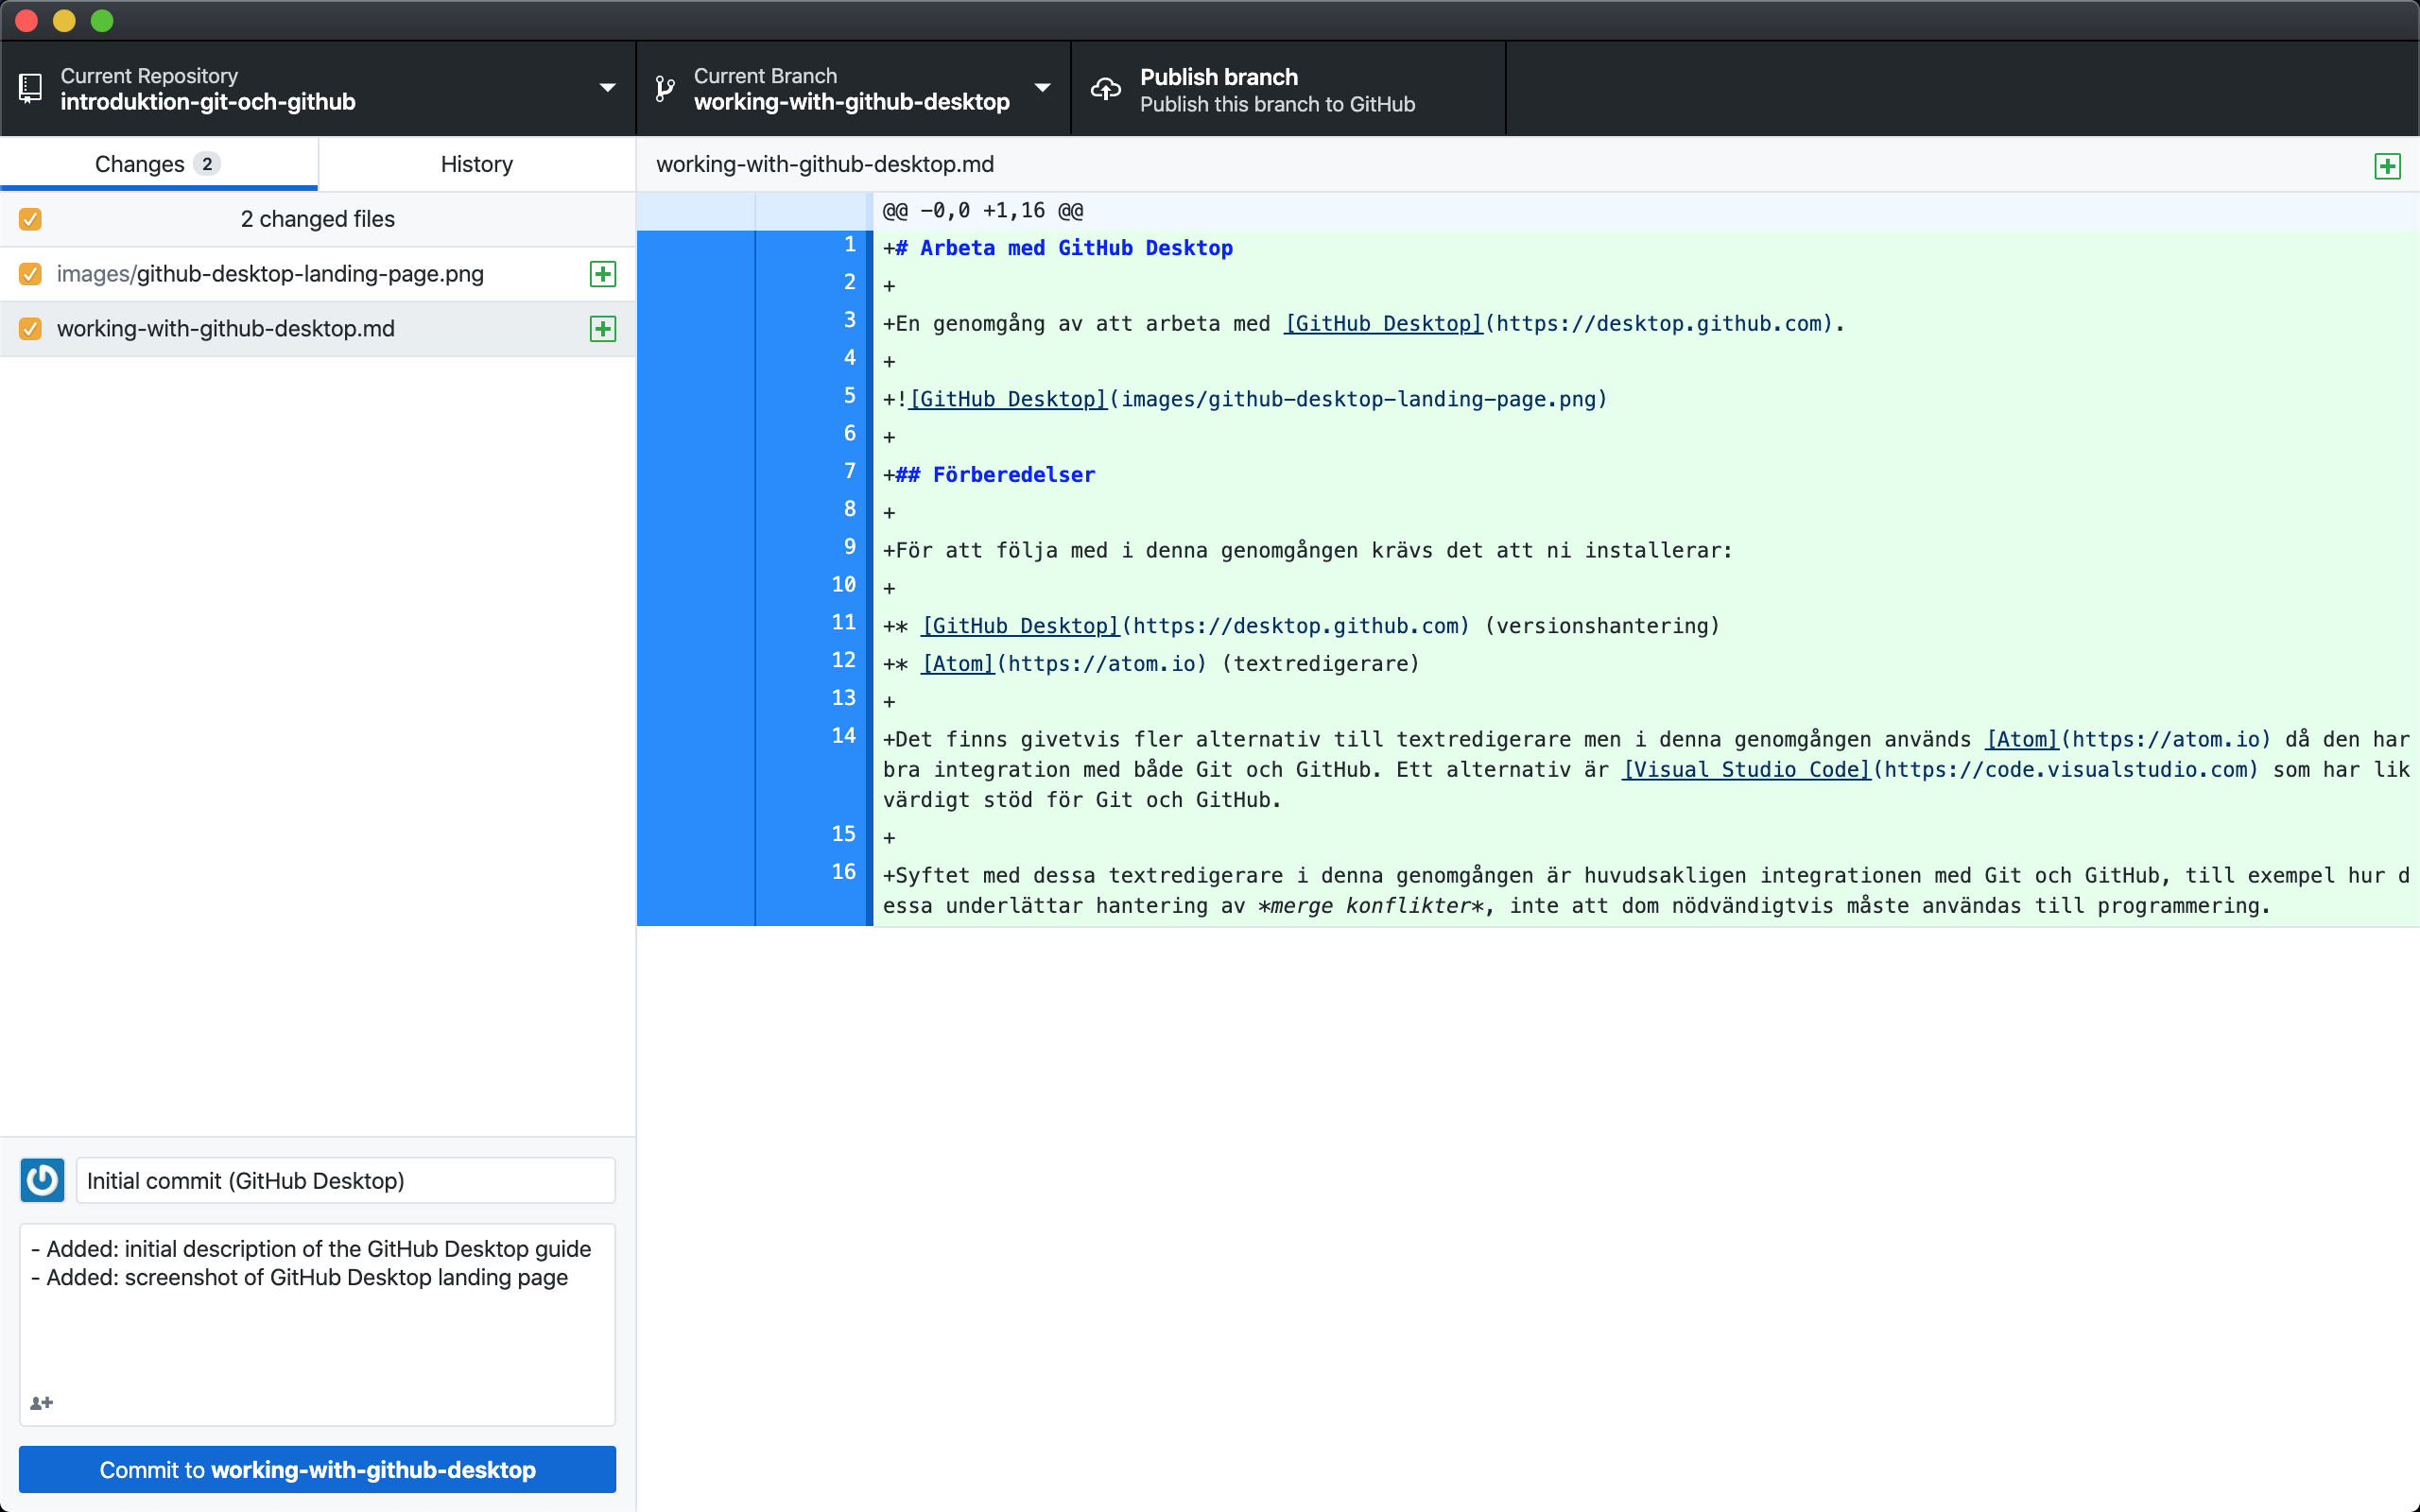 Current Repository
introduktion-git-och-github
Current Branch
working-with-github-desktop
Publish branch
Publish this branch to GitHub
Changes 2
History
working-with-github-desktop.md
2 changed files
images/github-desktop-landing-page.png
working-with-github-desktop.md
@@ -0,0 +1,16 @@
1 +# Arbeta med GitHub Desktop
2 +
3 +En genomgång av att arbeta med [GitHub Desktop](https://desktop.github.com).
4 +
5 +![GitHub Desktop](images/github-desktop-landing-page.png)
6 +
7 +## Förberedelser
8 +
9 +För att följa med i denna genomgången krävs det att ni installerar:
10 +
11 +* [GitHub Desktop](https://desktop.github.com) (versionshantering)
12 +* [Atom](https://atom.io) (textredigerare)
13 +
14 +Det finns givetvis fler alternativ till textredigerare men i denna genomgången används [Atom](https://atom.io) då den har
bra integration med både Git och GitHub. Ett alternativ är [Visual Studio Code](https://code.visualstudio.com) som har lik
värdigt stöd för Git och GitHub.
15 +
16 +Syftet med dessa textredigerare i denna genomgången är huvudsakligen integrationen med Git och GitHub, till exempel hur d
essa underlättar hantering av *merge konflikter*, inte att dom nödvändigtvis måste användas till programmering.
Initial commit (GitHub Desktop)
- Added: initial description of the GitHub Desktop guide
- Added: screenshot of GitHub Desktop landing page
Commit to working-with-github-desktop